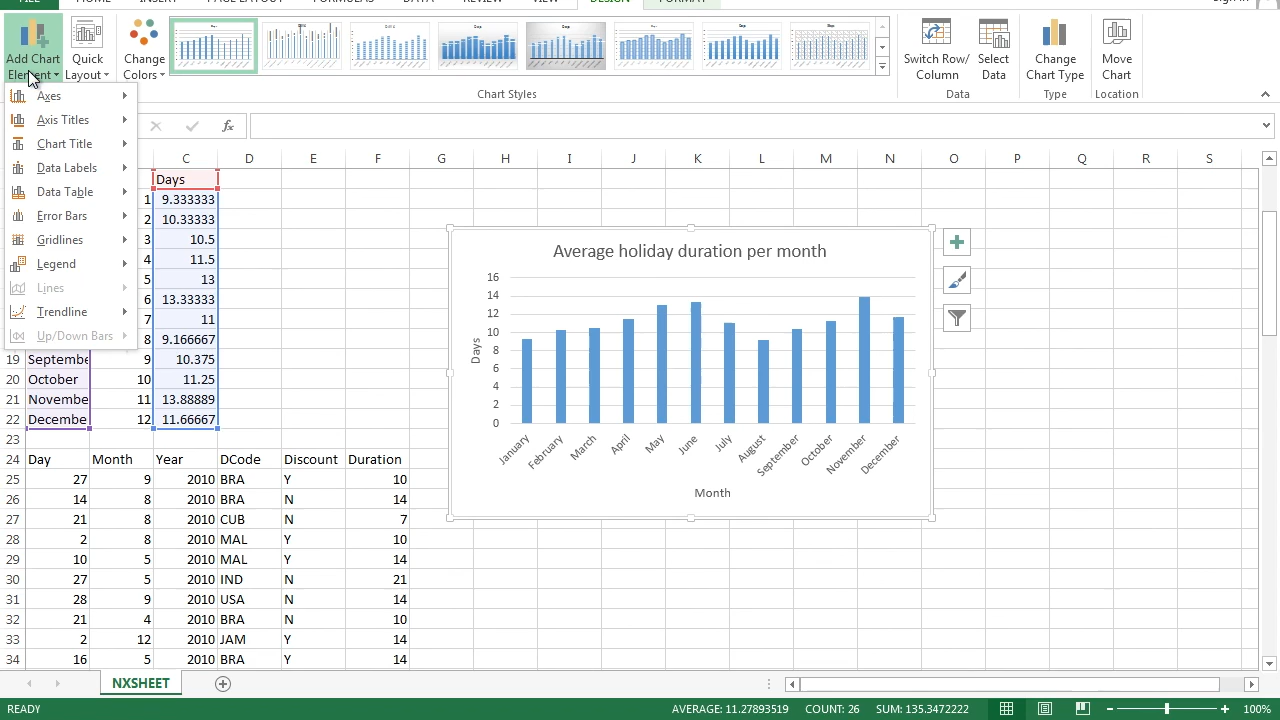 FILE HOME INSERT PAGE LAYOUT FORMULAS DATA REVIEW VIEW DESIGN FORMAT Sign in
Add Chart Element
Quick Layout
Change Colors
Switch Row/ Column
Select Data
Change Chart Type
Move Chart
Chart Styles
Data
Type
Location
Axes
Axis Titles
Chart Title
Data Labels
Data Table
Error Bars
Gridlines
Legend
Lines
Trendline
Up/Down Bars
fx
C D E F G H I J K L M N O P Q R S
Days
1 9.333333
2 10.33333
3 10.5
4 11.5
5 13
6 13.33333
7 11
8 9.166667
19 Septembe 9 10.375
20 October 10 11.25
21 Novembe 11 13.88889
22 Decembe 12 11.66667
23
24 Day Month Year DCode Discount Duration
25 27 9 2010 BRA Y 10
26 14 8 2010 BRA N 14
27 21 8 2010 CUB N 7
28 2 8 2010 MAL Y 10
29 10 5 2010 MAL Y 14
30 27 5 2010 IND N 21
31 28 9 2010 USA N 14
32 21 4 2010 BRA N 10
33 2 12 2010 JAM Y 14
34 16 5 2010 BRA Y 14
Average holiday duration per month
16
14
12
10
8
6
4
2
0
Days
January February March April May June July August September October November December
Month
NXSHEET
READY AVERAGE: 11.27893519 COUNT: 26 SUM: 135.3472222 100%